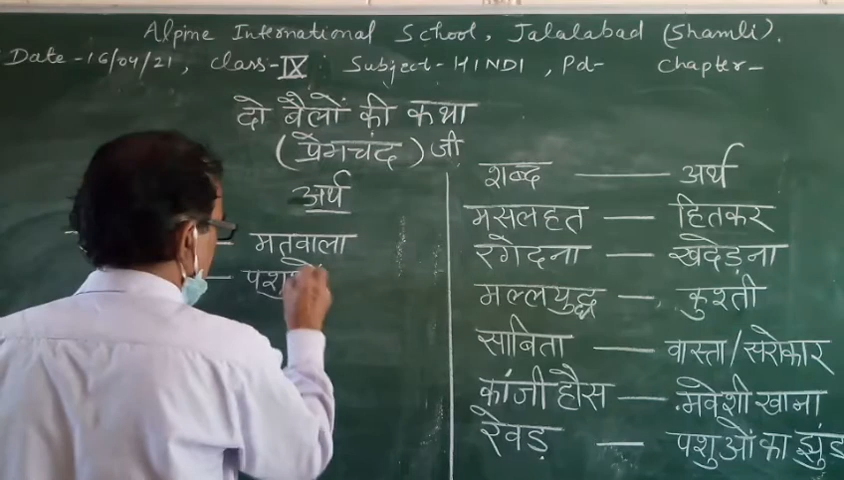 Alpine International School, Jalalabad (Shamli).
Date - 16/04/21, Class-IX Subject- HINDI, Pd- Chapter-
दो बैलों की कथा
(प्रेमचंद) जी
अर्थ
— मतवाला
— पशुओं
शब्द — अर्थ
मसलहत — हितकर
रगेदना — खदेड़ना
मल्लयुद्ध — कुश्ती
साबिता — वास्ता/सरोकार
कांजी हौस — मवेशी खाना
रेवड़ — पशुओं का झुंड